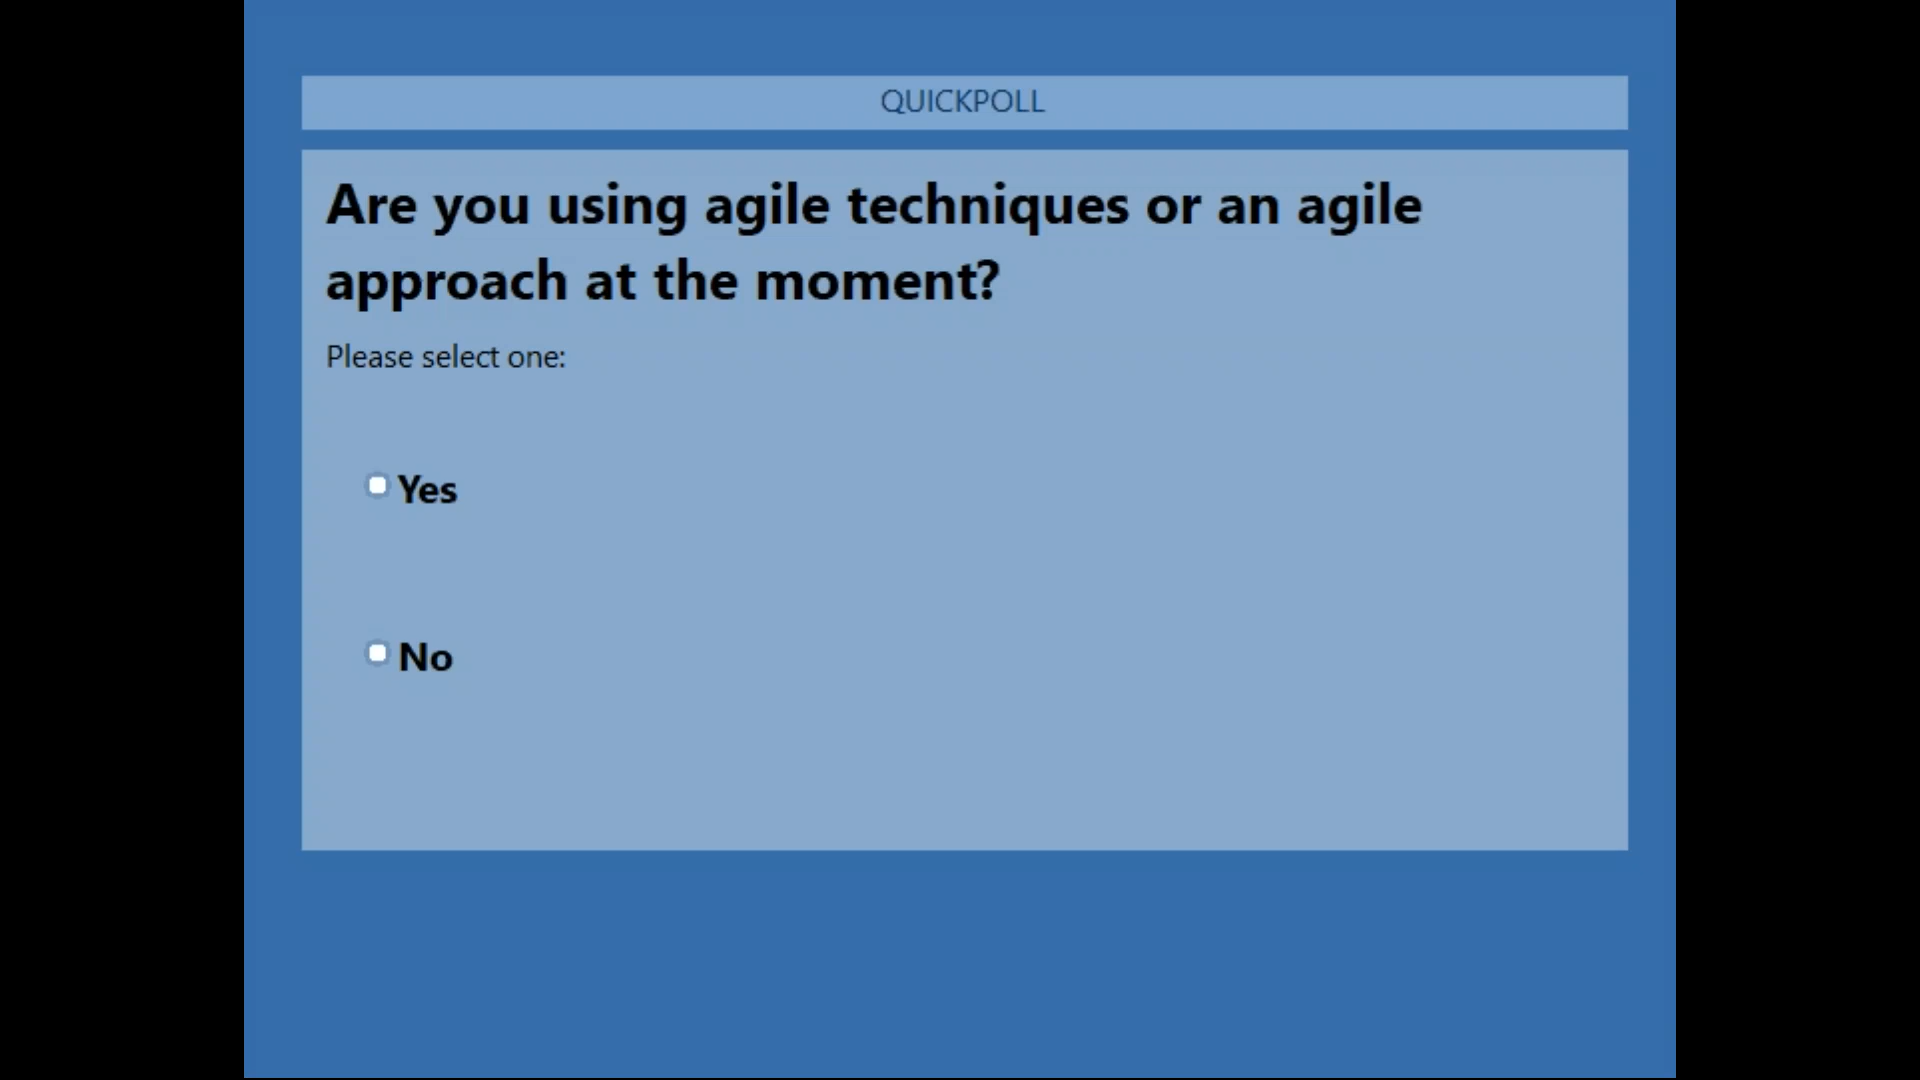 QUICKPOLL
Are you using agile techniques or an agile
approach at the moment?
Please select one:
Yes
No